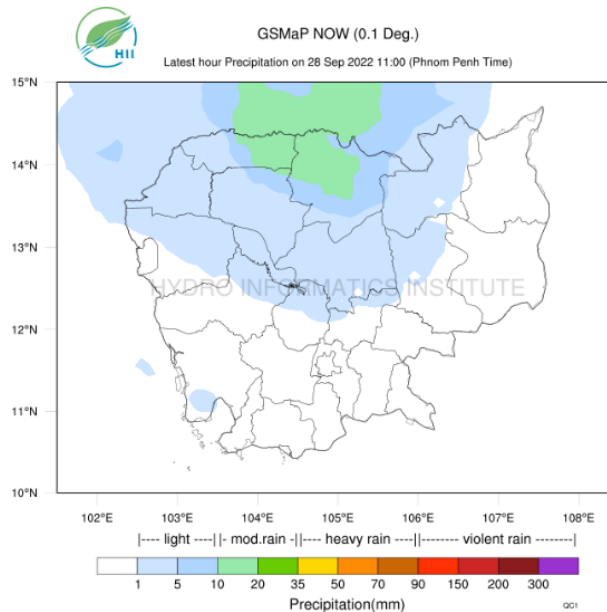 HII
GSMaP NOW (0.1 Deg.)
Latest hour Precipitation on 28 Sep 2022 11:00 (Phnom Penh Time)
15°N
14°N
13°N
HYDRO INFORMATICS INSTITUTE
12°N
11°N
10°N
102°E 103°E 104°E 105°E 106°E 107°E 108°E
|---- light ----||-- mod.rain --||---- heavy rain ----||-------- violent rain --------|
1 5 10 20 35 50 70 90 150 200 300
Precipitation(mm)
QC1